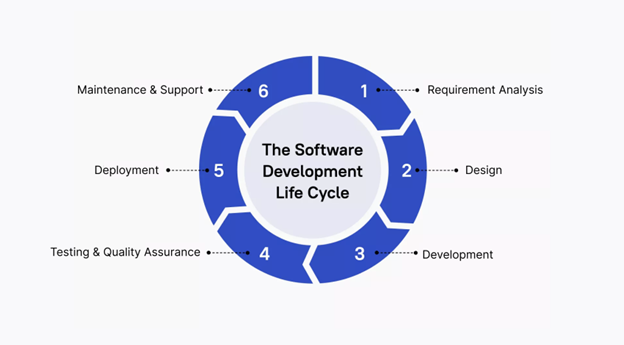 The Software
Development
Life Cycle
1
Requirement Analysis
2
Design
3
Development
4
Testing & Quality Assurance
5
Deployment
6
Maintenance & Support